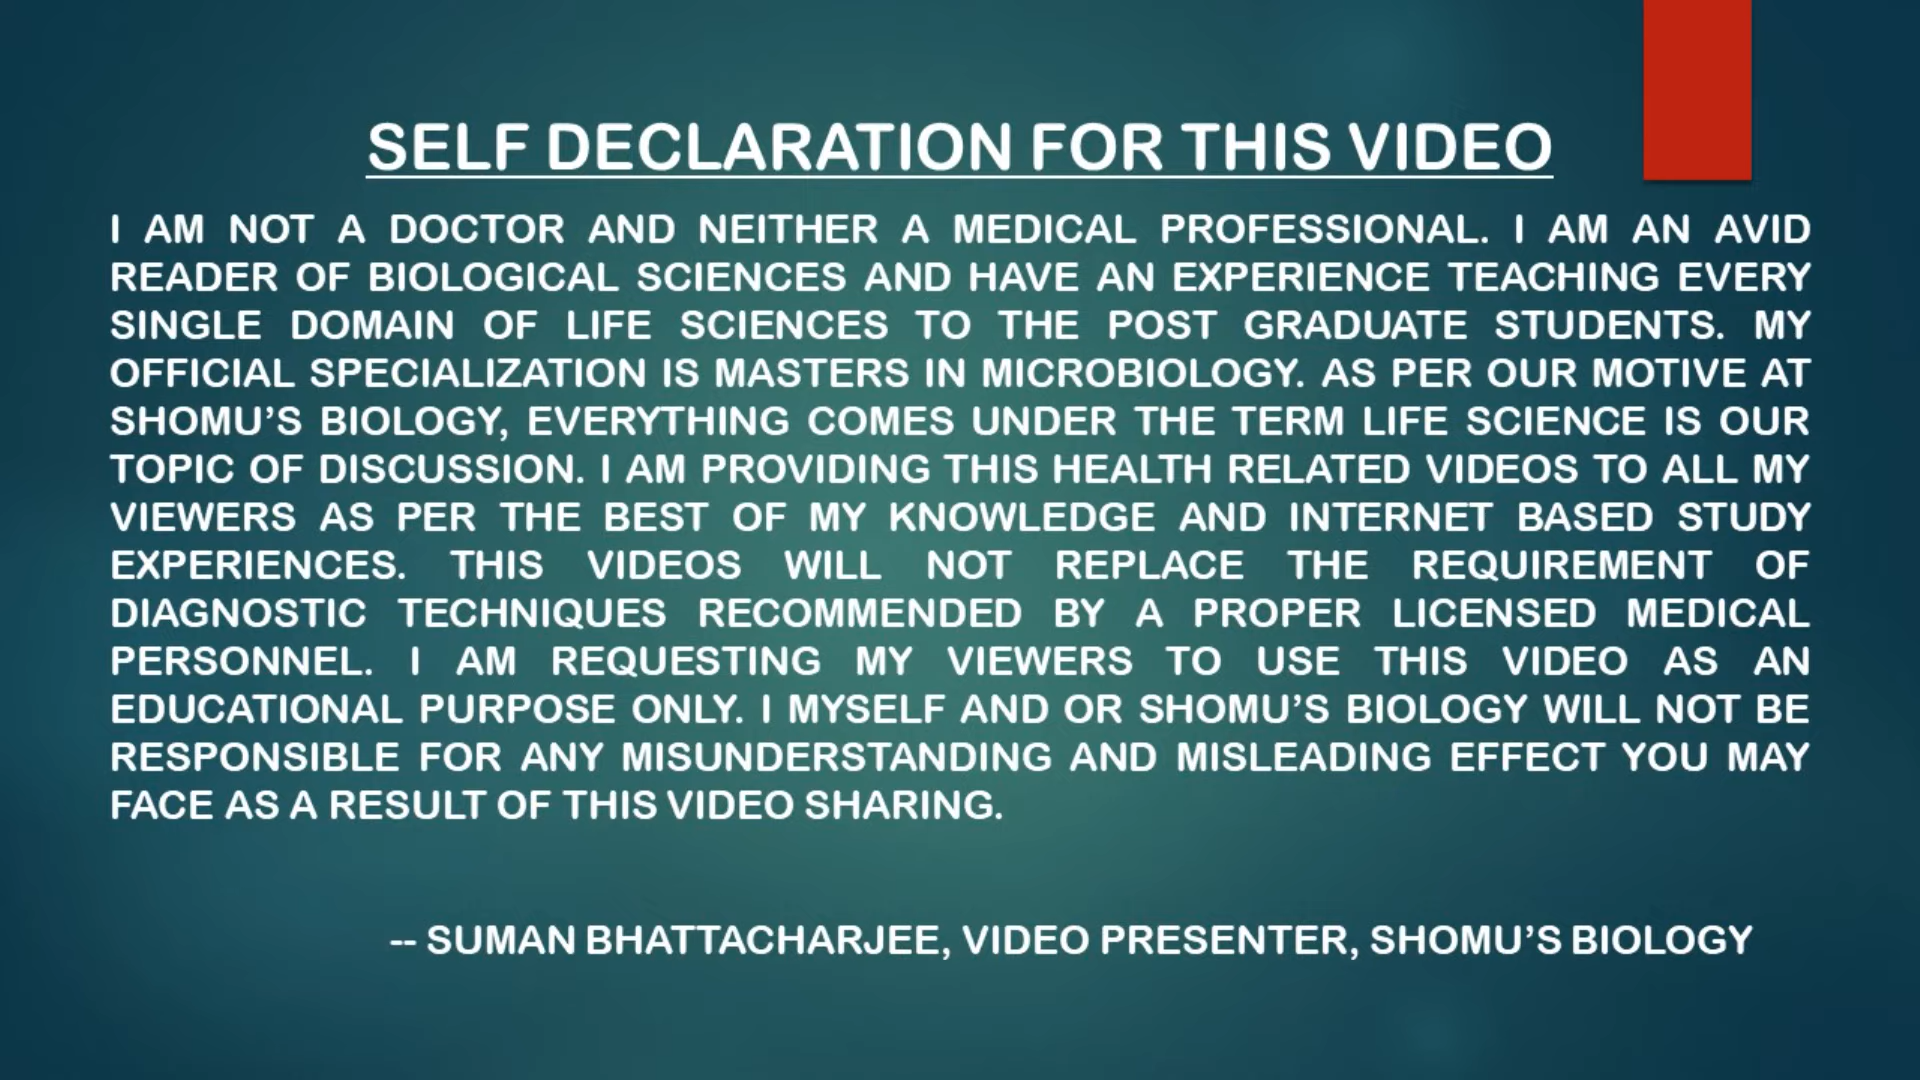 SELF DECLARATION FOR THIS VIDEO
I AM NOT A DOCTOR AND NEITHER A MEDICAL PROFESSIONAL. I AM AN AVID
READER OF BIOLOGICAL SCIENCES AND HAVE AN EXPERIENCE TEACHING EVERY
SINGLE DOMAIN OF LIFE SCIENCES TO THE POST GRADUATE STUDENTS. MY
OFFICIAL SPECIALIZATION IS MASTERS IN MICROBIOLOGY. AS PER OUR MOTIVE AT
SHOMU’S BIOLOGY, EVERYTHING COMES UNDER THE TERM LIFE SCIENCE IS OUR
TOPIC OF DISCUSSION. I AM PROVIDING THIS HEALTH RELATED VIDEOS TO ALL MY
VIEWERS AS PER THE BEST OF MY KNOWLEDGE AND INTERNET BASED STUDY
EXPERIENCES. THIS VIDEOS WILL NOT REPLACE THE REQUIREMENT OF
DIAGNOSTIC TECHNIQUES RECOMMENDED BY A PROPER LICENSED MEDICAL
PERSONNEL. I AM REQUESTING MY VIEWERS TO USE THIS VIDEO AS AN
EDUCATIONAL PURPOSE ONLY. I MYSELF AND OR SHOMU’S BIOLOGY WILL NOT BE
RESPONSIBLE FOR ANY MISUNDERSTANDING AND MISLEADING EFFECT YOU MAY
FACE AS A RESULT OF THIS VIDEO SHARING.
-- SUMAN BHATTACHARJEE, VIDEO PRESENTER, SHOMU’S BIOLOGY